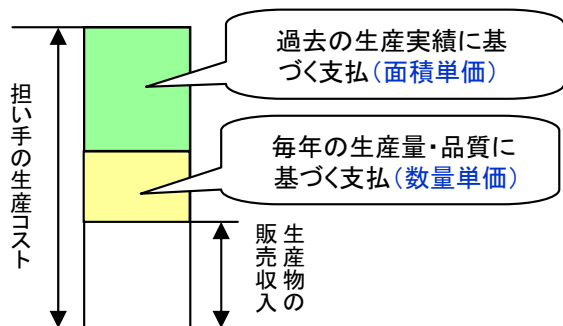 過去の生産実績に基
づく支払(面積単価)
毎年の生産量・品質に
基づく支払(数量単価)
担い手の生産コスト
生産物の
販売収入